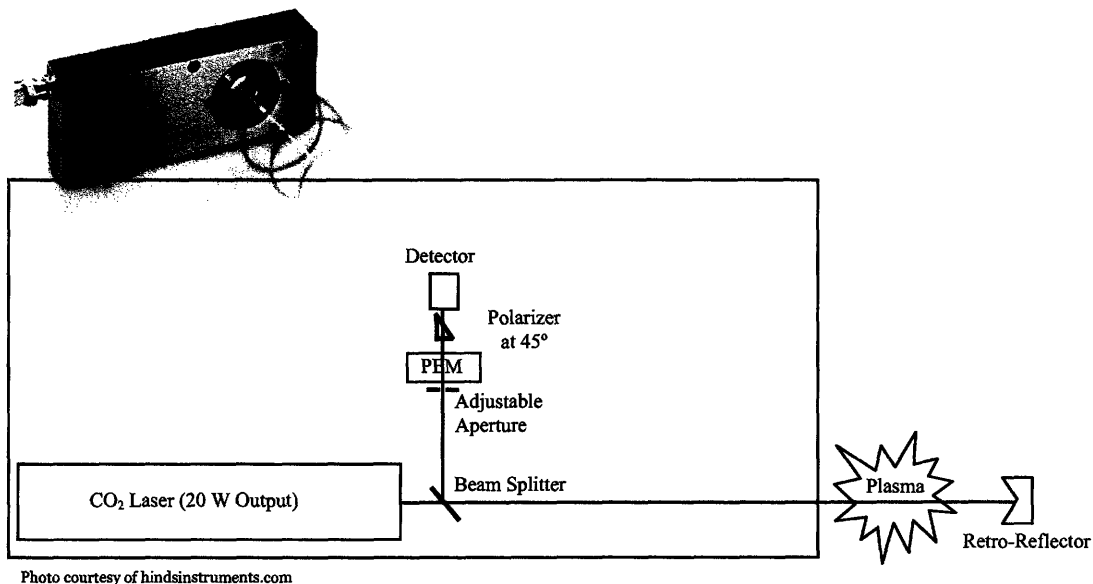 Detector
Polarizer
at 45°
PEM
Adjustable
Aperture
Beam Splitter
CO₂ Laser (20 W Output)
Plasma
Retro-Reflector
Photo courtesy of hindsinstruments.com